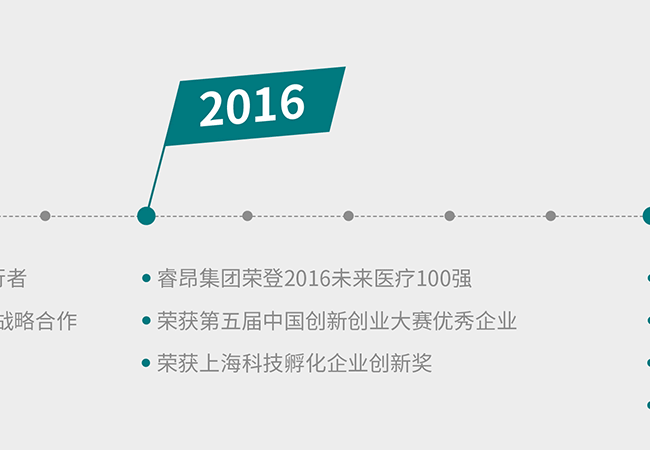 2016
行者
战略合作
睿昂集团荣登2016未来医疗100强
荣获第五届中国创新创业大赛优秀企业
荣获上海科技孵化企业创新奖